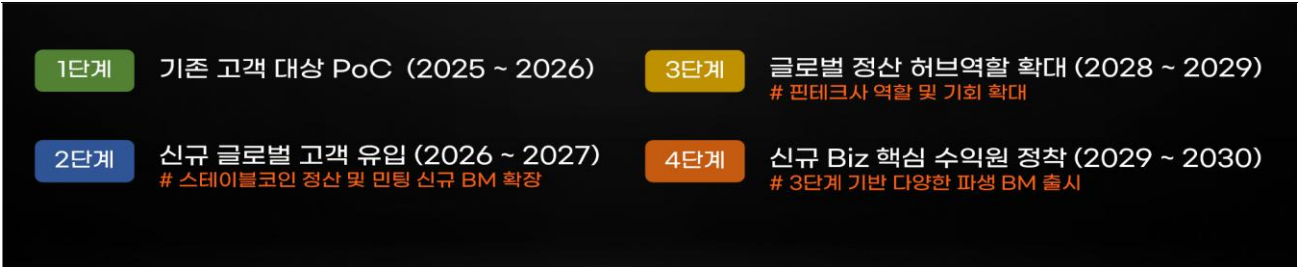 1단계
기존 고객 대상 PoC (2025 ~ 2026)
2단계
신규 글로벌 고객 유입 (2026 ~ 2027)
# 스테이블코인 정산 및 민팅 신규 BM 확장
3단계
글로벌 정산 허브역할 확대 (2028 ~ 2029)
# 핀테크사 역할 및 기회 확대
4단계
신규 Biz 핵심 수익원 정착 (2029 ~ 2030)
# 3단계 기반 다양한 파생 BM 출시